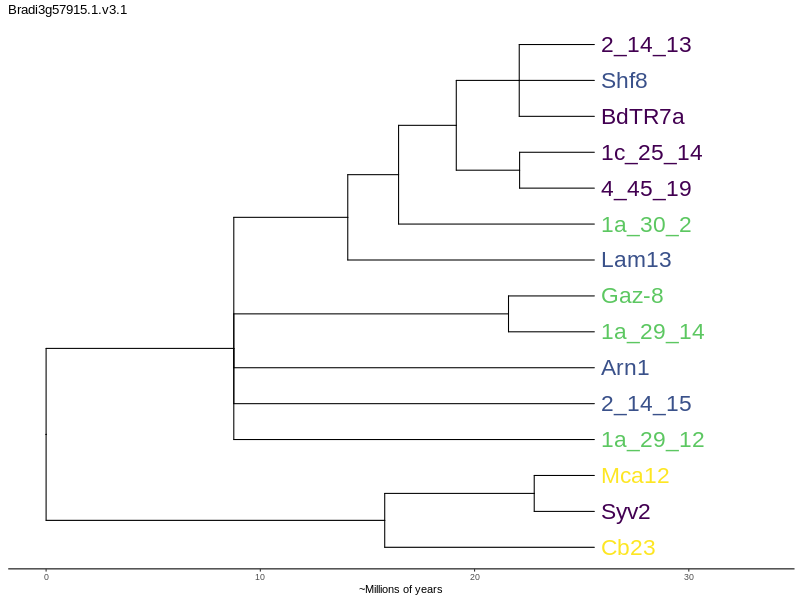 Bradi3g57915.1.v3.1
2_14_13
Shf8
BdTR7a
1c_25_14
4_45_19
1a_30_2
Lam13
Gaz-8
1a_29_14
Arn1
2_14_15
1a_29_12
Mca12
Syv2
Cb23
0 10 20 30
~Millions of years